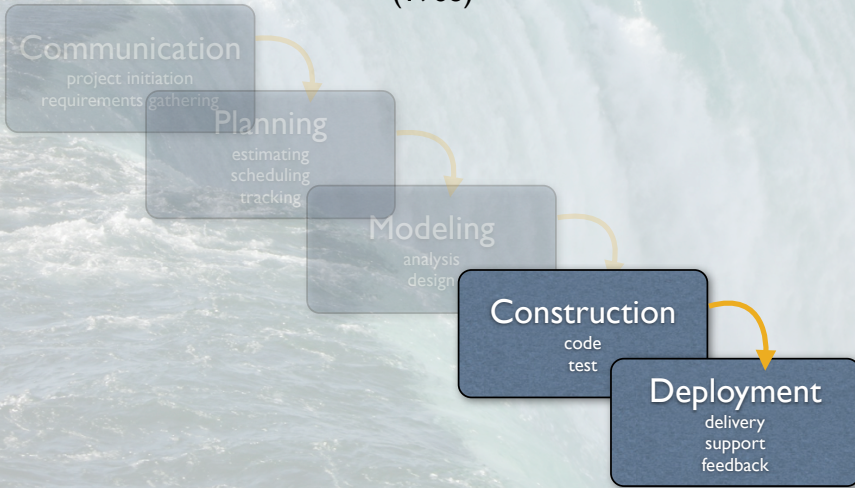 Communication
project initiation
requirements gathering
Planning
estimating
scheduling
tracking
Modeling
analysis
design
Construction
code
test
Deployment
delivery
support
feedback